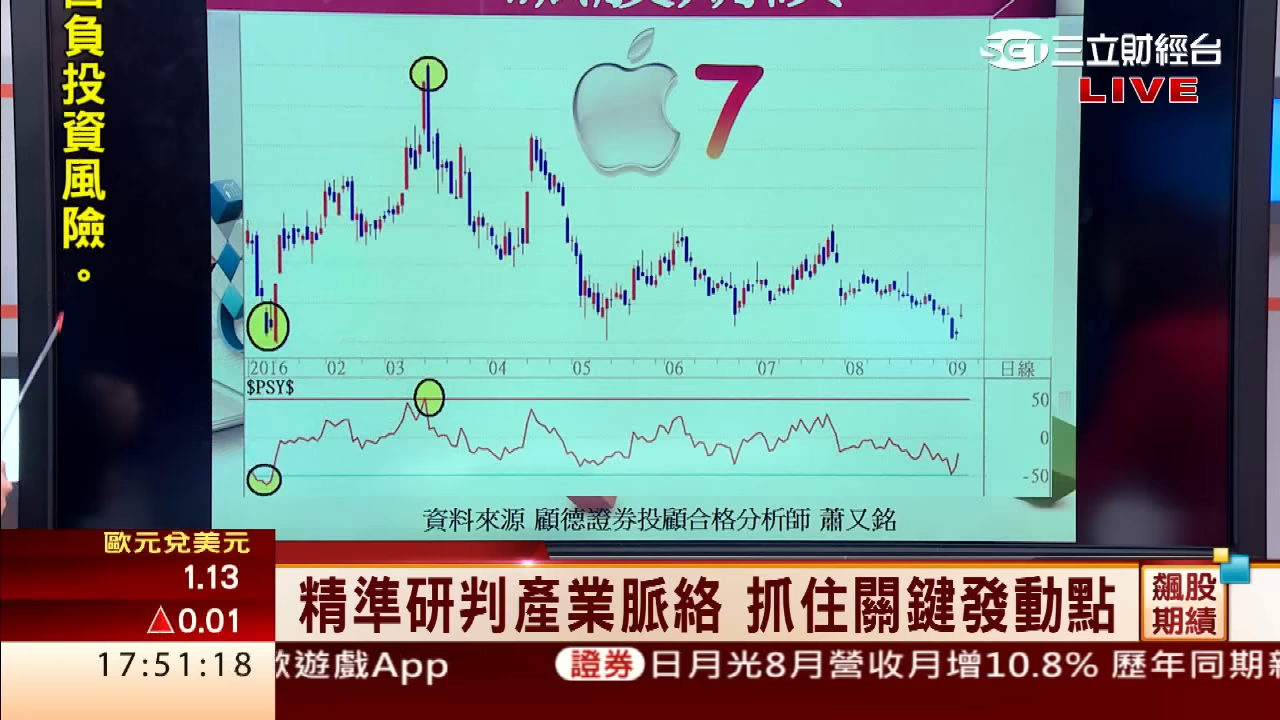 自負投資風險。
SET 三立財經台
LIVE
7
2016 02 03 04 05 06 07 08 09 日線
$PSY$
50
0
-50
資料來源 顧德證券投顧合格分析師 蕭又銘
歐元兌美元
1.13
△0.01
17:51:18
精準研判產業脈絡 抓住關鍵發動點
飆股
期績
遊戲App
證券 日月光8月營收月增10.8% 歷年同期